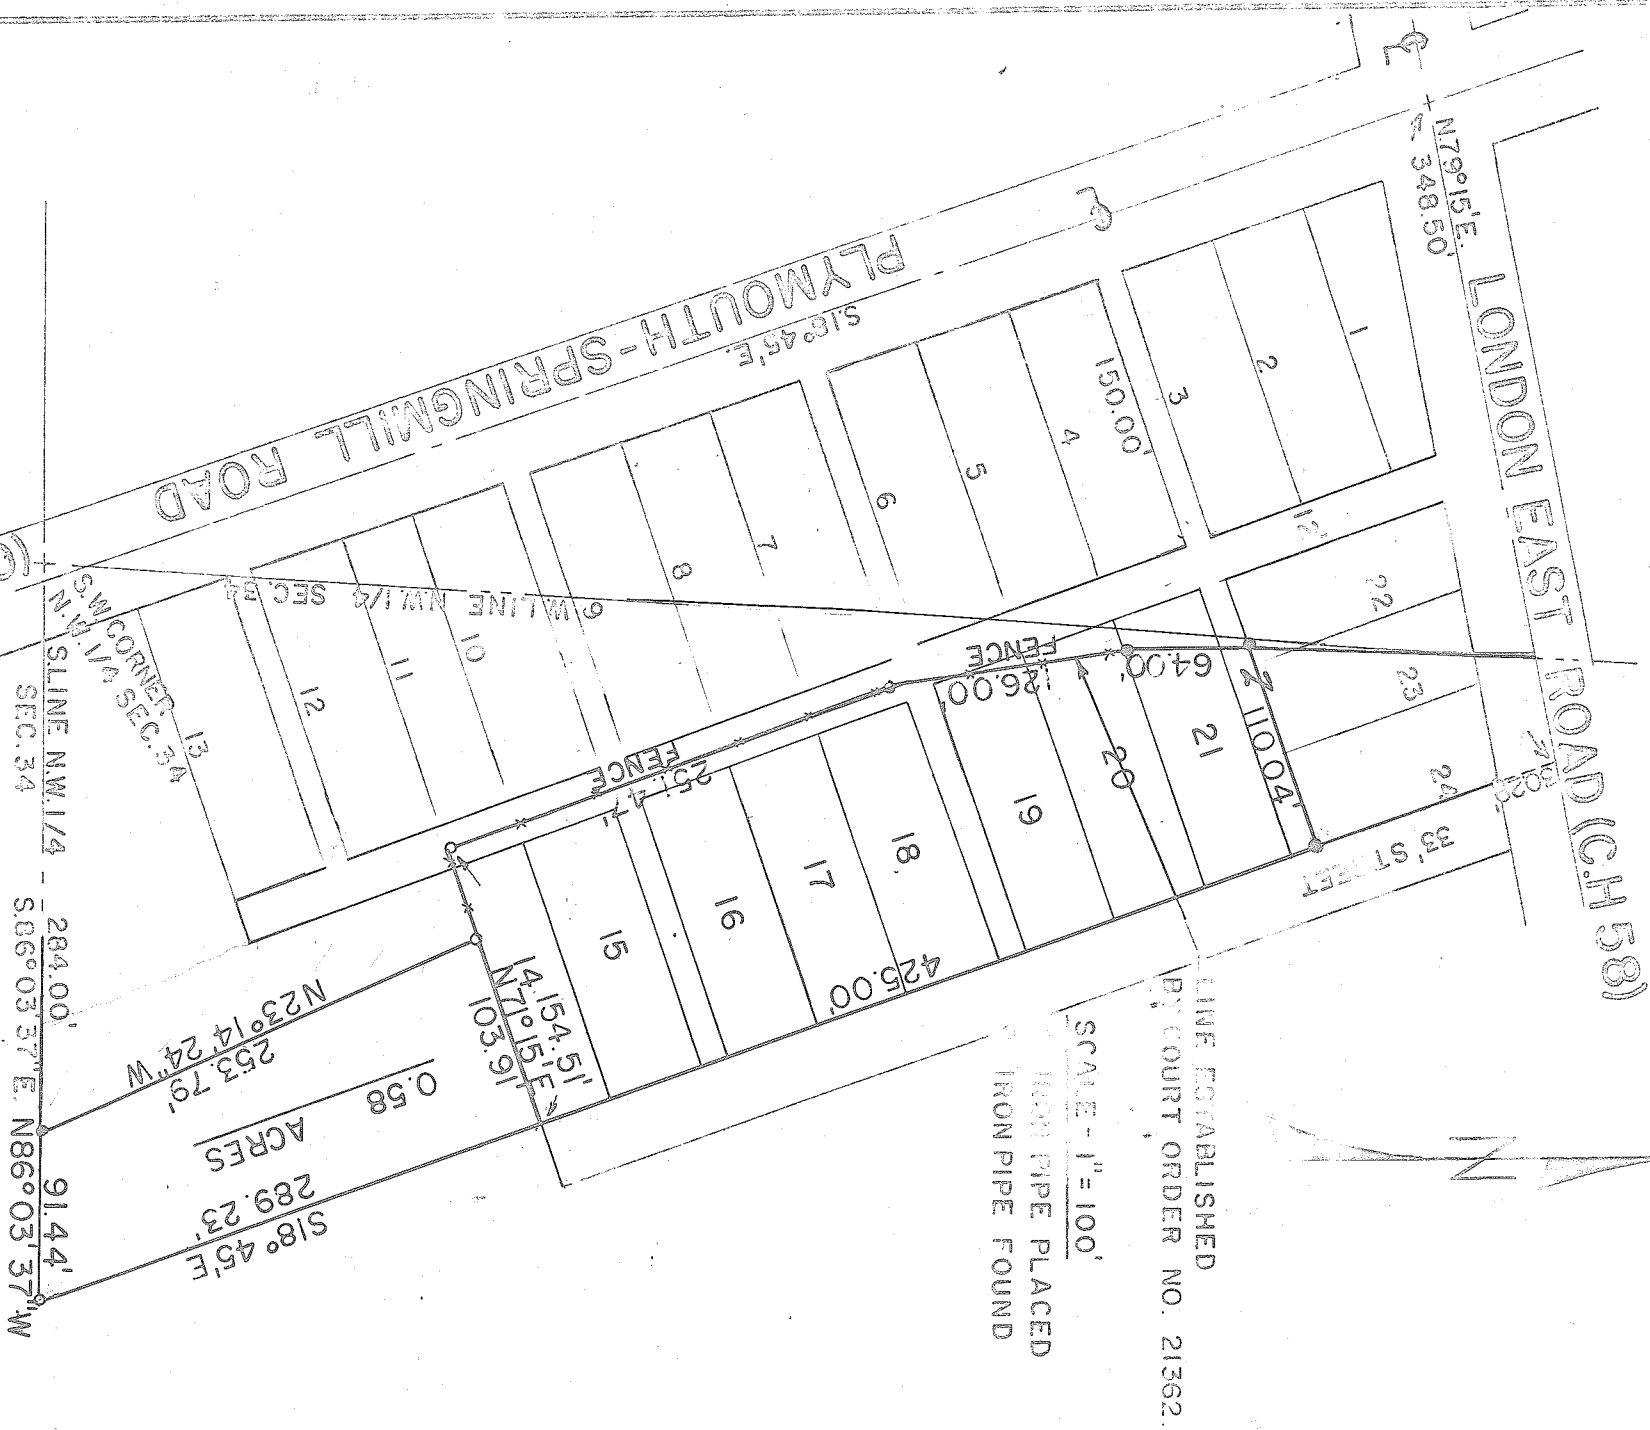 N.79°15'E.
348.50'
LONDON EAST ROAD (C.H 58)
PLYMOUTH-SPRINGMILL ROAD
S.18°45'E.
1
2
3
150.00'
4
5
6
7
8
9
10
11
12
13
12'
22
23
24
21
20
19
18
17
16
15
W.LINE N.W.1/4 SEC.34
FENCE
126.00'
64.00'
110.04'
33' STREET
FENCE
251.47'
425.00'
154.51'
N71°15'E
103.91'
S.W. CORNER
N.W. 1/4 SEC.34
S.LINE N.W.1/4 - 284.00'
SEC.34
S.86°03'37"E.
N23°14'24"W
253.79'
0.58
ACRES
289.23'
S18°45'E
91.44'
N86°03'37"W
LINE ESTABLISHED
BY COURT ORDER NO. 21362.
SCALE - 1" = 100'
IRON PIPE PLACED
IRON PIPE FOUND
N